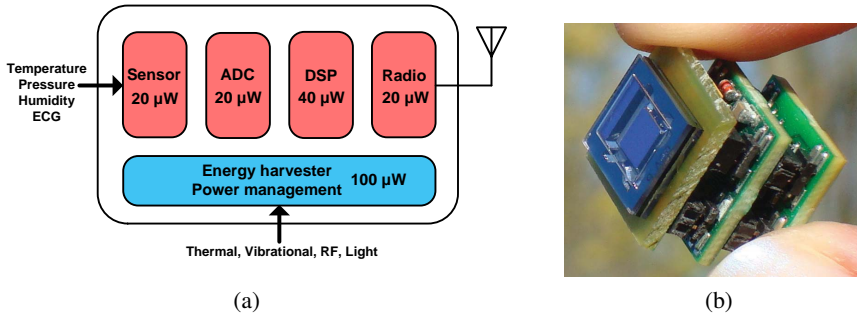 Temperature
Pressure
Humidity
ECG
Sensor
20 µW
ADC
20 µW
DSP
40 µW
Radio
20 µW
Energy harvester
Power management 100 µW
Thermal, Vibrational, RF, Light
(a)
(b)